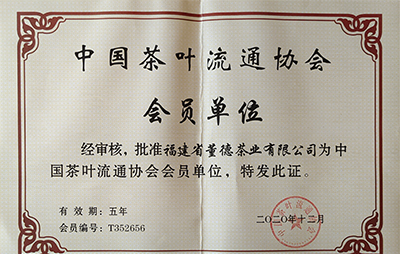 中国茶叶流通协会
会员单位
经审核，批准福建省董德茶业有限公司为中
国茶叶流通协会会员单位，特发此证。
有效期：五年
会员编号：T352656
二〇二〇年十二月